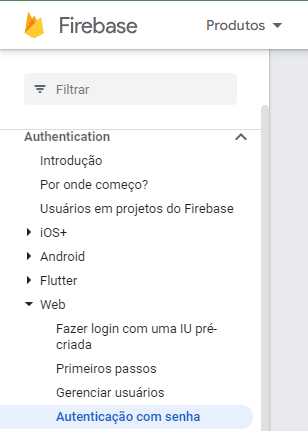 Firebase
Produtos
Filtrar
Authentication
Introdução
Por onde começo?
Usuários em projetos do Firebase
iOS+
Android
Flutter
Web
Fazer login com uma IU pré-
criada
Primeiros passos
Gerenciar usuários
Autenticação com senha